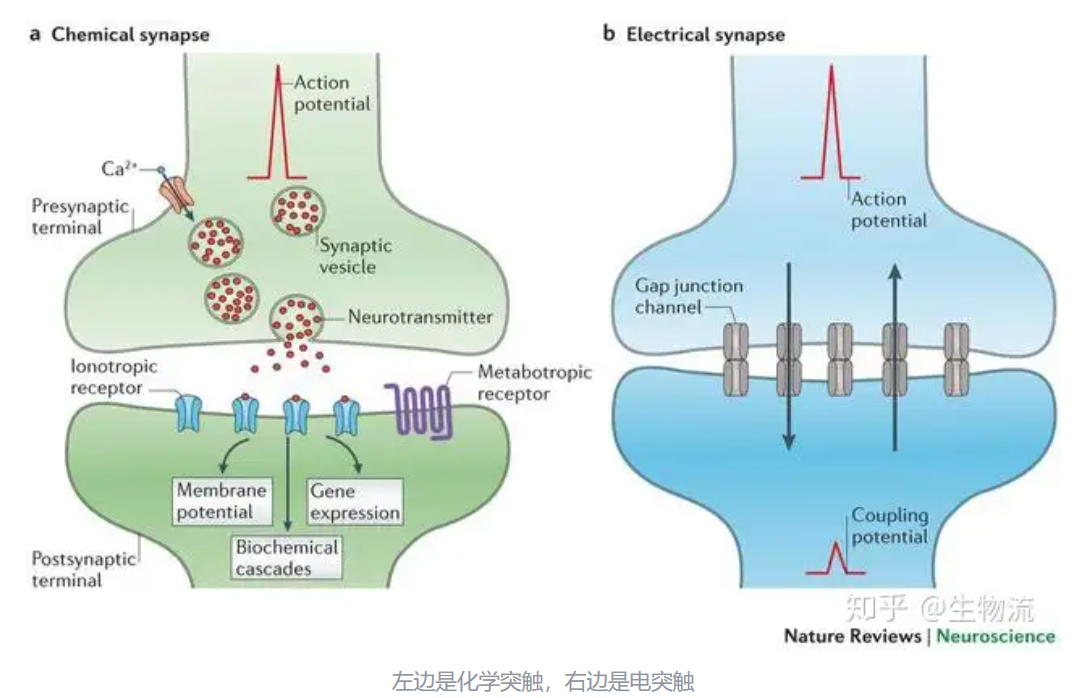 a Chemical synapse
Action
potential
Ca²⁺
Presynaptic
terminal
Synaptic
vesicle
Neurotransmitter
Ionotropic
receptor
Metabotropic
receptor
Membrane
potential
Gene
expression
Biochemical
cascades
Postsynaptic
terminal
b Electrical synapse
Action
potential
Gap junction
channel
Coupling
potential
知乎 @生物流
Nature Reviews | Neuroscience
左边是化学突触，右边是电突触